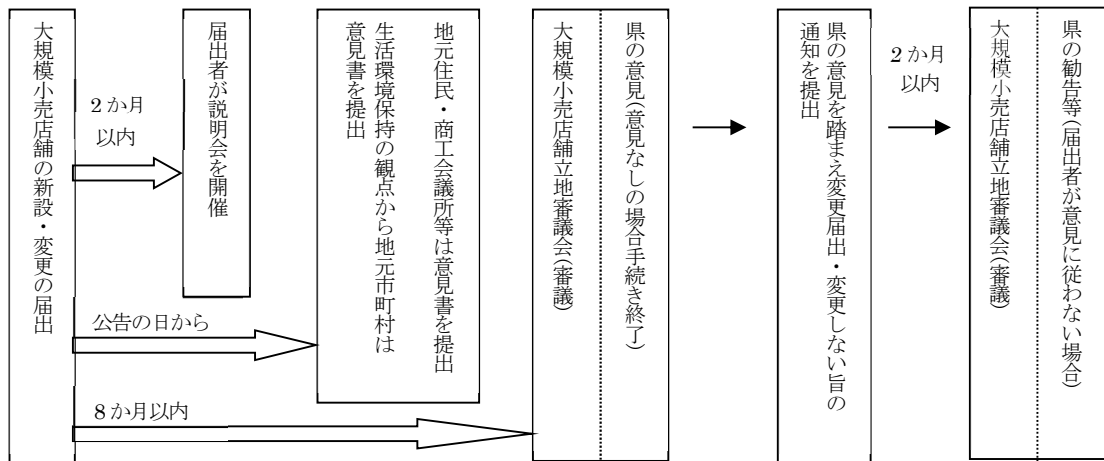 大規模小売店舗の新設・変更の届出
2か月
以内
届出者が説明会を開催
公告の日から
8か月以内
地元住民・商工会議所等は意見書を提出
生活環境保持の観点から地元市町村は
意見書を提出
県の意見(意見なしの場合手続き終了)
大規模小売店舗立地審議会(審議)
県の意見を踏まえ変更届出・変更しない旨の
通知を提出
2か月
以内
県の勧告等(届出者が意見に従わない場合)
大規模小売店舗立地審議会(審議)